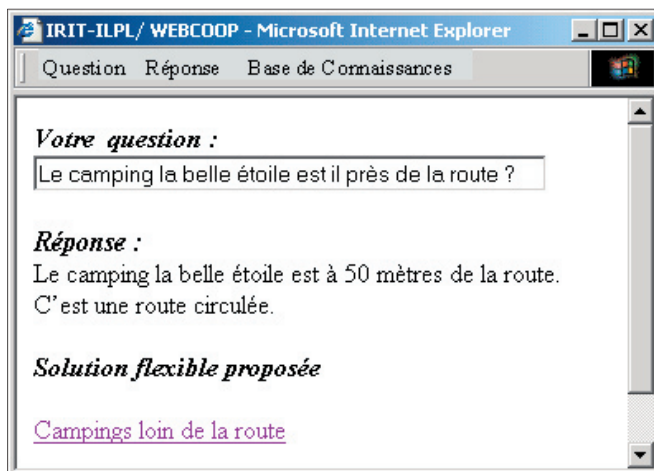 IRIT-ILPL/ WEBCOOP - Microsoft Internet Explorer
Question Réponse Base de Connaissances
Votre question :
Le camping la belle étoile est il près de la route ?
Réponse :
Le camping la belle étoile est à 50 mètres de la route.
C'est une route circulée.
Solution flexible proposée
Campings loin de la route